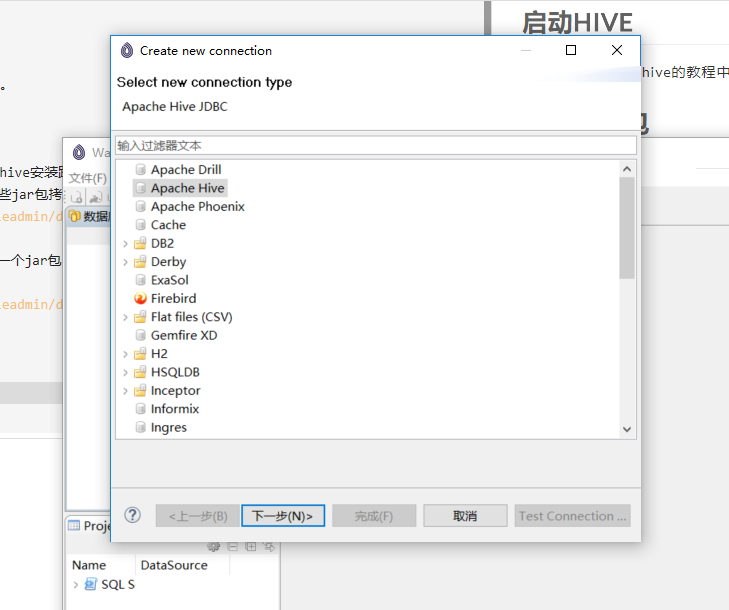 启动HIVE
Create new connection
Select new connection type
Apache Hive JDBC
hive的教程中
包
。
hive安装
些jar包拷
leadmin/d
一个jar包
leadmin/d
Wa
文件(F)
数据
输入过滤器文本
Apache Drill
Apache Hive
Apache Phoenix
Cache
DB2
Derby
ExaSol
Firebird
Flat files (CSV)
Gemfire XD
H2
HSQLDB
Inceptor
Informix
Ingres
<上一步(B)
下一步(N)>
完成(F)
取消
Test Connection ...
Proje
Name
DataSource
SQL S